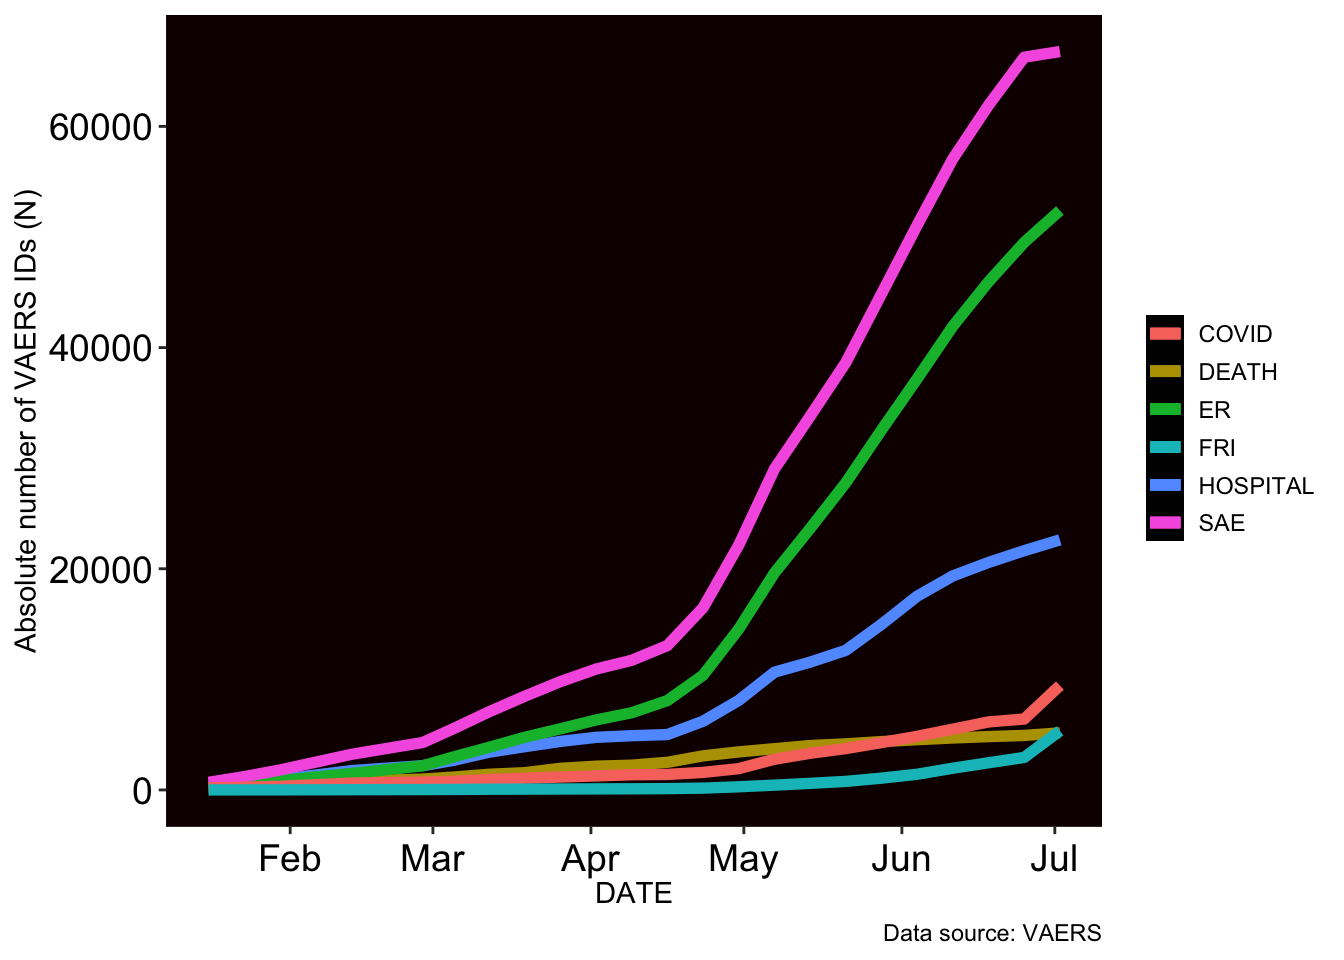 Absolute number of VAERS IDs (N)
60000
40000
20000
0
Feb Mar Apr May Jun Jul
DATE
COVID
DEATH
ER
FRI
HOSPITAL
SAE
Data source: VAERS